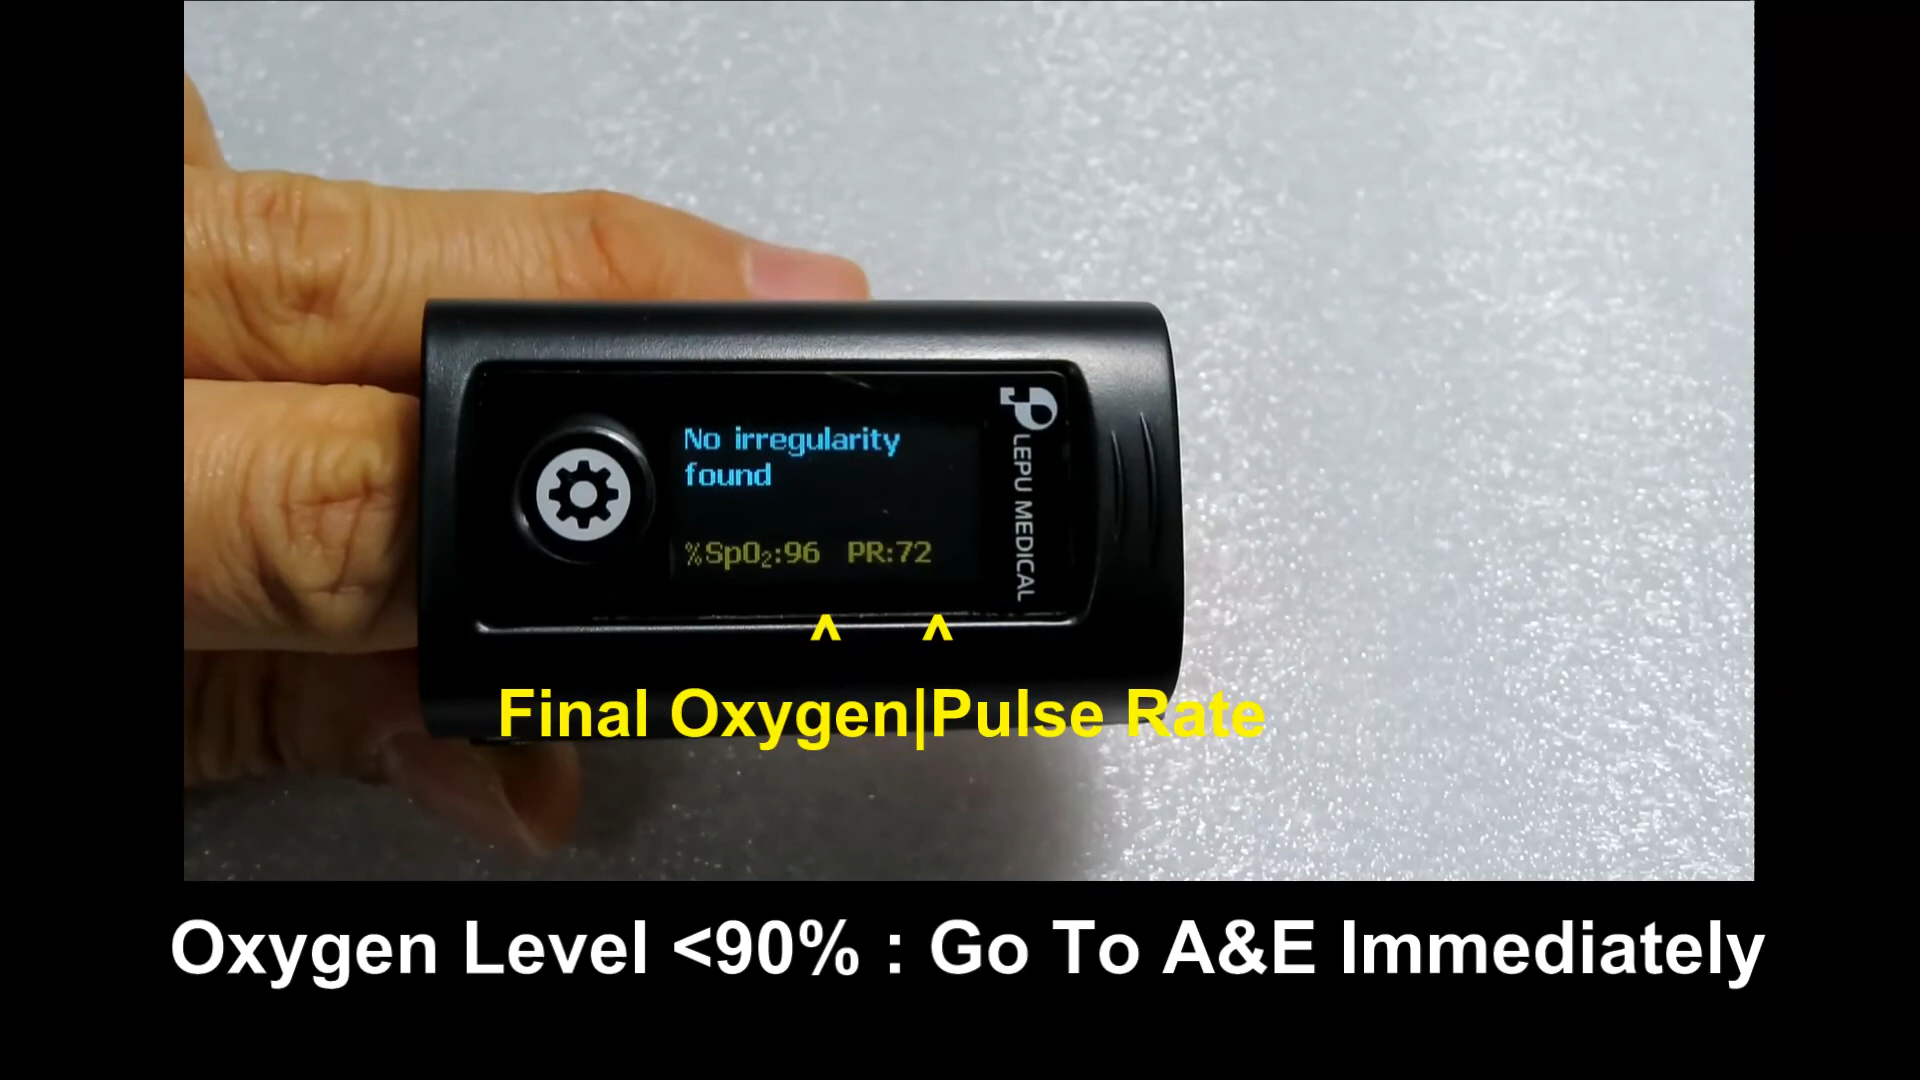 No irregularity
found
%SpO₂:96 PR:72
LEPU MEDICAL
^ ^
Final Oxygen|Pulse Rate
Oxygen Level <90% : Go To A&E Immediately